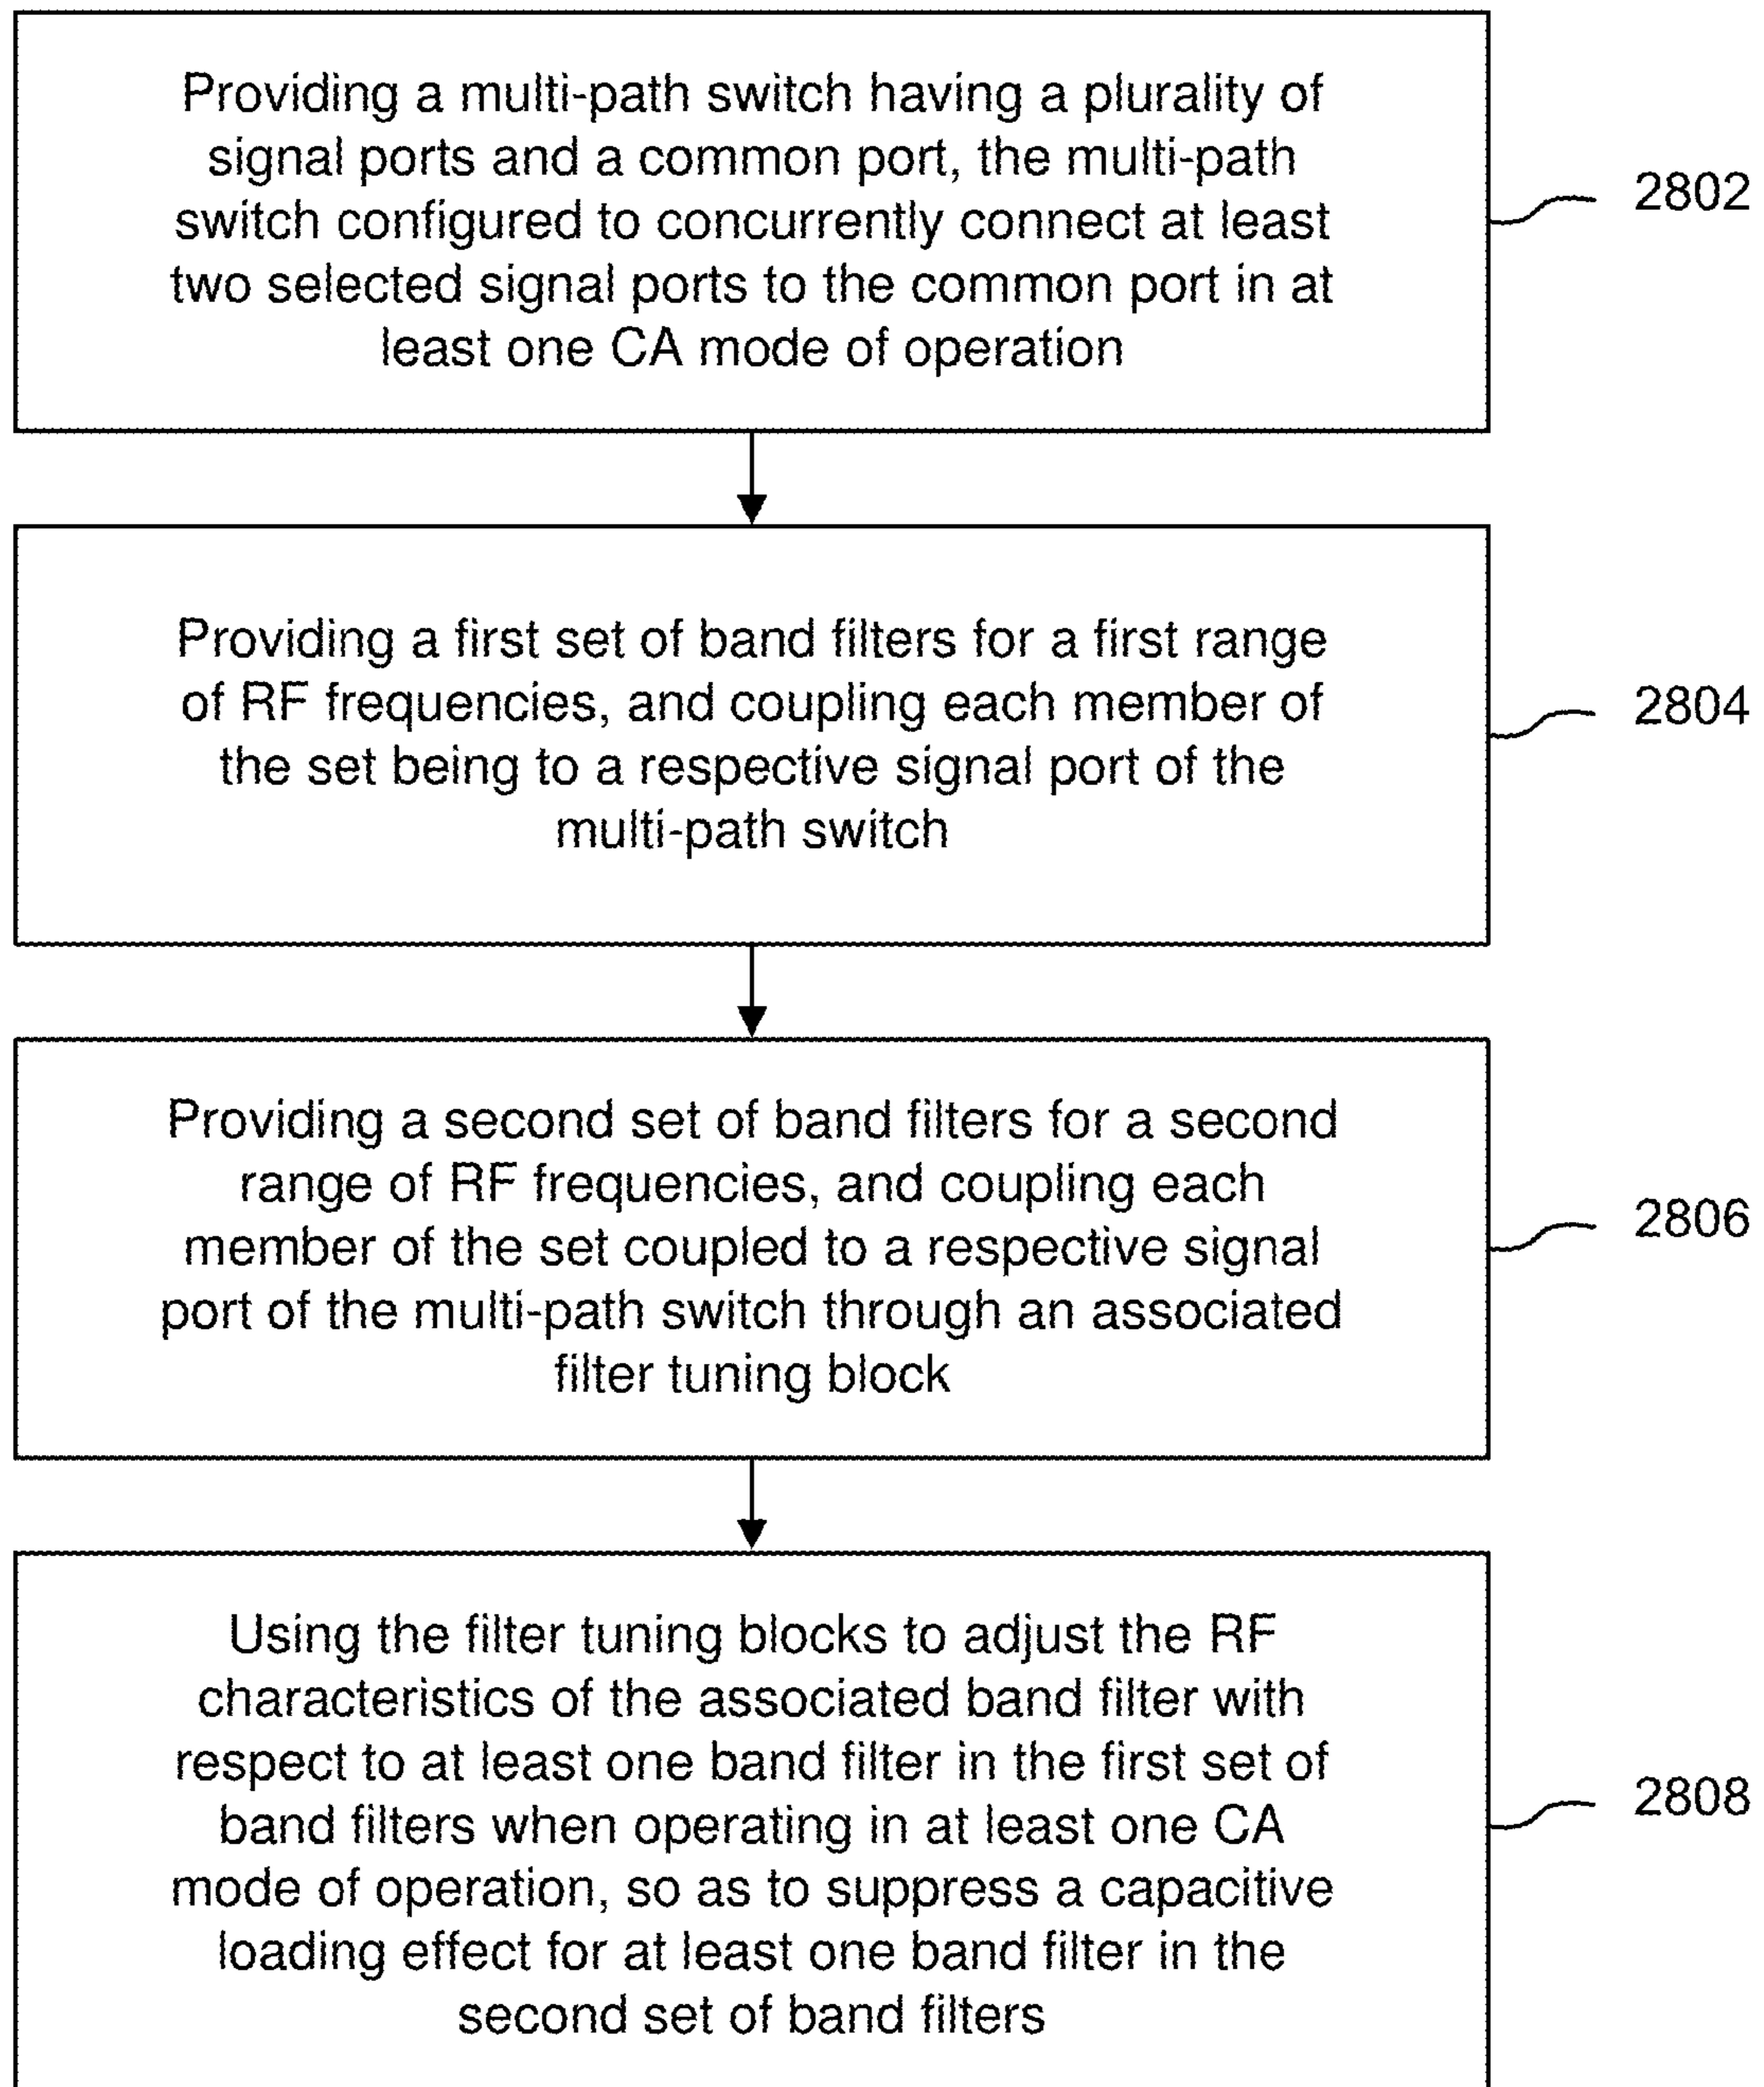 Providing a multi-path switch having a plurality of
signal ports and a common port, the multi-path
switch configured to concurrently connect at least
two selected signal ports to the common port in at
least one CA mode of operation
2802
Providing a first set of band filters for a first range
of RF frequencies, and coupling each member of
the set being to a respective signal port of the
multi-path switch
2804
Providing a second set of band filters for a second
range of RF frequencies, and coupling each
member of the set coupled to a respective signal
port of the multi-path switch through an associated
filter tuning block
2806
Using the filter tuning blocks to adjust the RF
characteristics of the associated band filter with
respect to at least one band filter in the first set of
band filters when operating in at least one CA
mode of operation, so as to suppress a capacitive
loading effect for at least one band filter in the
second set of band filters
2808